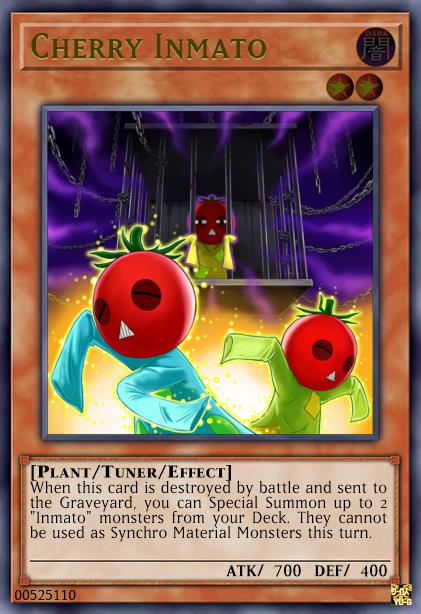 CHERRY INMATO
DARK
闇
[PLANT/TUNER/EFFECT]
When this card is destroyed by battle and sent to
the Graveyard, you can Special Summon up to 2
"Inmato" monsters from your Deck. They cannot
be used as Synchro Material Monsters this turn.
ATK/ 700 DEF/ 400
00525110